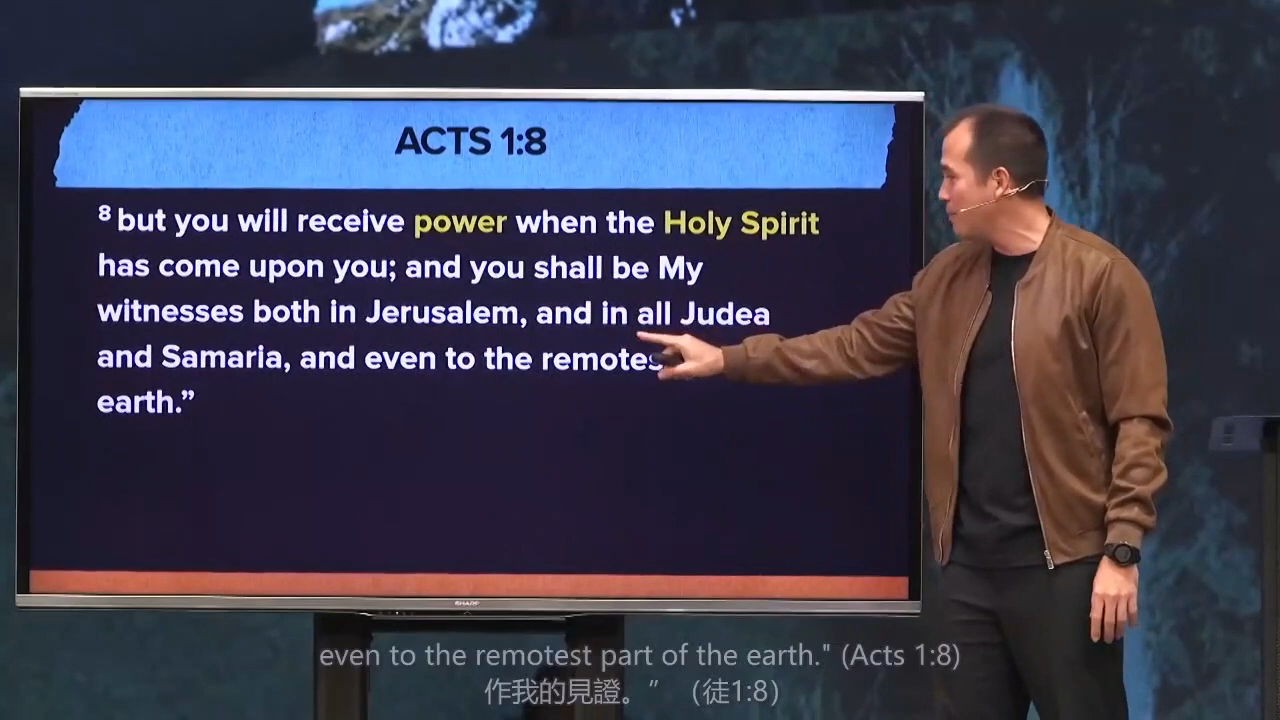 ACTS 1:8
8 but you will receive power when the Holy Spirit
has come upon you; and you shall be My
witnesses both in Jerusalem, and in all Judea
and Samaria, and even to the remotes
earth.”
SHARP
even to the remotest part of the earth." (Acts 1:8)
作我的見證。” （徒1:8）